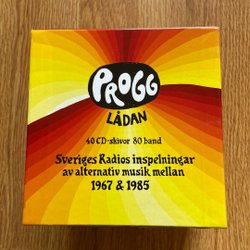 PROGG
LÅDAN
40 CD-skivor 80 band
Sveriges Radios inspelningar
av alternativ musik mellan
1967 & 1985